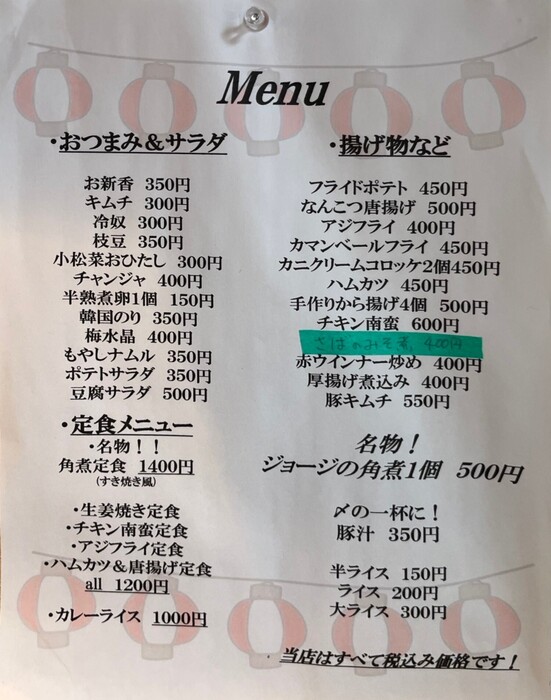 Menu
・おつまみ&サラダ
お新香 350円
キムチ 300円
冷奴 300円
枝豆 350円
小松菜おひたし 300円
チャンジャ 400円
半熟煮卵1個 150円
韓国のり 350円
梅水晶 400円
もやしナムル 350円
ポテトサラダ 350円
豆腐サラダ 500円
・定食メニュー
・名物!!
角煮定食 1400円
(すき焼き風)
・生姜焼き定食
・チキン南蛮定食
・アジフライ定食
・ハムカツ&唐揚げ定食
all 1200円
・カレーライス 1000円
・揚げ物など
フライドポテト 450円
なんこつ唐揚げ 500円
アジフライ 400円
カマンベールフライ 450円
カニクリームコロッケ2個450円
ハムカツ 450円
手作りから揚げ4個 500円
チキン南蛮 600円
さばのみそ煮 400円
赤ウインナー炒め 400円
厚揚げ煮込み 400円
豚キムチ 550円
名物!
ジョージの角煮1個 500円
〆の一杯に!
豚汁 350円
半ライス 150円
ライス 200円
大ライス 300円
当店はすべて税込み価格です!